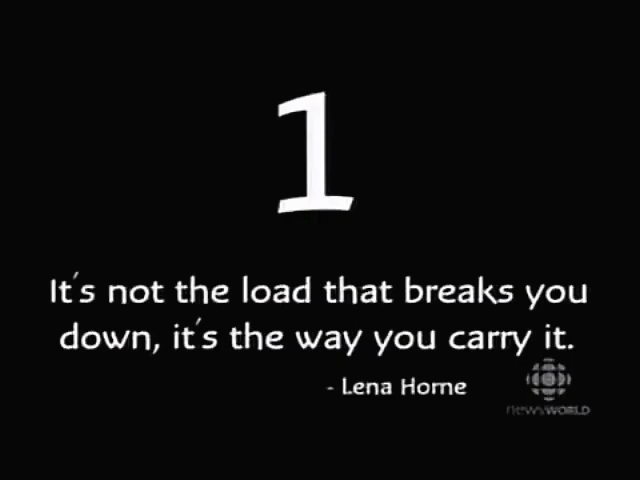 1
It's not the load that breaks you
down, it's the way you carry it.
- Lena Horne
newsWORLD